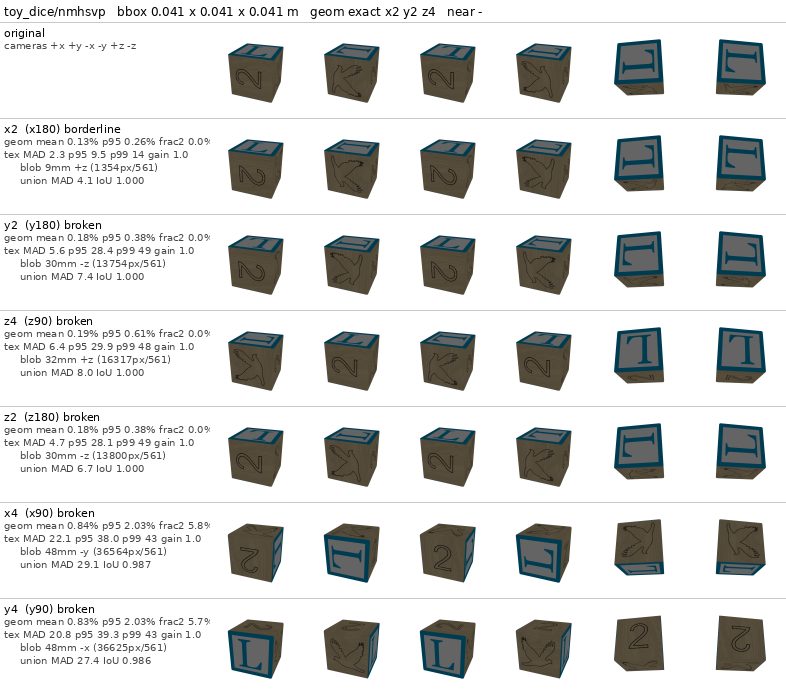 toy_dice/nmhsvp   bbox 0.041 x 0.041 x 0.041 m   geom exact x2 y2 z4   near -
original
cameras +x +y -x -y +z -z
L 2 L L 2 L L L
x2  (x180) borderline
geom mean 0.13% p95 0.26% frac2 0.0%
tex MAD 2.3 p95 9.5 p99 14 gain 1.0
blob 9mm +z (1354px/561)
union MAD 4.1 IoU 1.000
y2  (y180) broken
geom mean 0.18% p95 0.38% frac2 0.0%
tex MAD 5.6 p95 28.4 p99 49 gain 1.0
blob 30mm -z (13754px/561)
union MAD 7.4 IoU 1.000
z4  (z90) broken
geom mean 0.19% p95 0.61% frac2 0.0%
tex MAD 6.4 p95 29.9 p99 48 gain 1.0
blob 32mm +z (16317px/561)
union MAD 8.0 IoU 1.000
z2  (z180) broken
geom mean 0.18% p95 0.38% frac2 0.0%
tex MAD 4.7 p95 28.1 p99 49 gain 1.0
blob 30mm -z (13800px/561)
union MAD 6.7 IoU 1.000
x4  (x90) broken
geom mean 0.84% p95 2.03% frac2 5.8%
tex MAD 22.1 p95 38.0 p99 43 gain 1.0
blob 48mm -y (36564px/561)
union MAD 29.1 IoU 0.987
y4  (y90) broken
geom mean 0.83% p95 2.03% frac2 5.7%
tex MAD 20.8 p95 39.3 p99 43 gain 1.0
blob 48mm -x (36625px/561)
union MAD 27.4 IoU 0.986